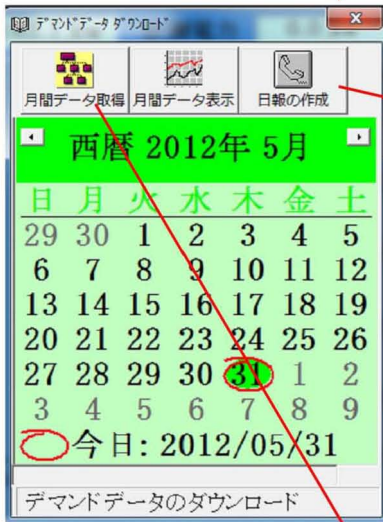 ﾃﾞﾏﾝﾄﾞﾃﾞｰﾀ ﾀﾞｳﾝﾛｰﾄﾞ
月間データ取得 月間データ表示 日報の作成
西暦 2012年 5月
日 月 火 水 木 金 土
29 30 1 2 3 4 5
6 7 8 9 10 11 12
13 14 15 16 17 18 19
20 21 22 23 24 25 26
27 28 29 30 31 1 2
3 4 5 6 7 8 9
今日: 2012/05/31
デマンドデータのダウンロード